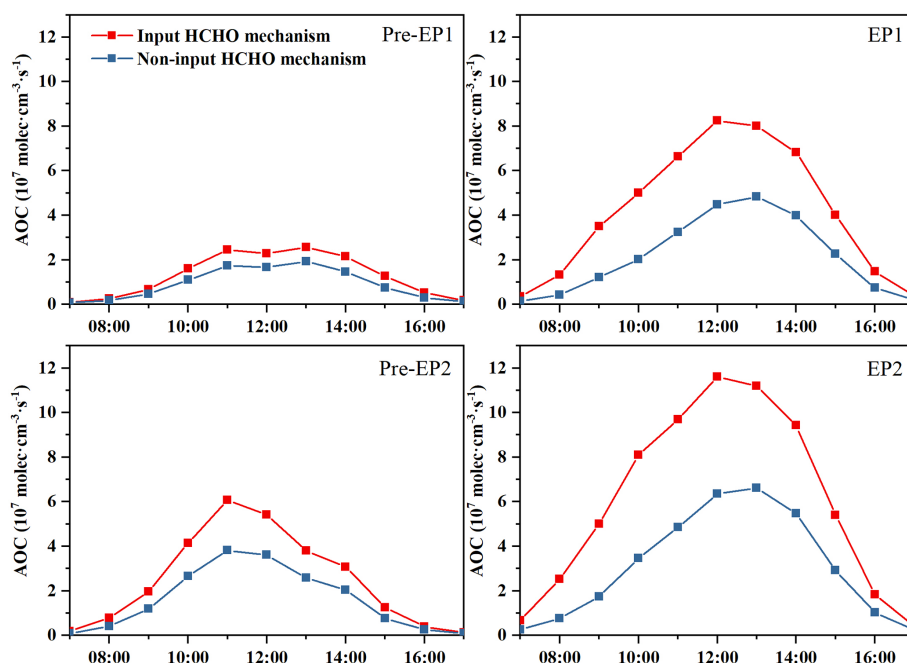 Pre-EP1
Input HCHO mechanism
Non-input HCHO mechanism
AOC (10⁷ molec·cm⁻³·s⁻¹)
12
10
8
6
4
2
0
08:00 10:00 12:00 14:00 16:00
EP1
AOC (10⁷ molec·cm⁻³·s⁻¹)
12
10
8
6
4
2
0
08:00 10:00 12:00 14:00 16:00
Pre-EP2
AOC (10⁷ molec·cm⁻³·s⁻¹)
12
10
8
6
4
2
0
08:00 10:00 12:00 14:00 16:00
EP2
AOC (10⁷ molec·cm⁻³·s⁻¹)
12
10
8
6
4
2
0
08:00 10:00 12:00 14:00 16:00